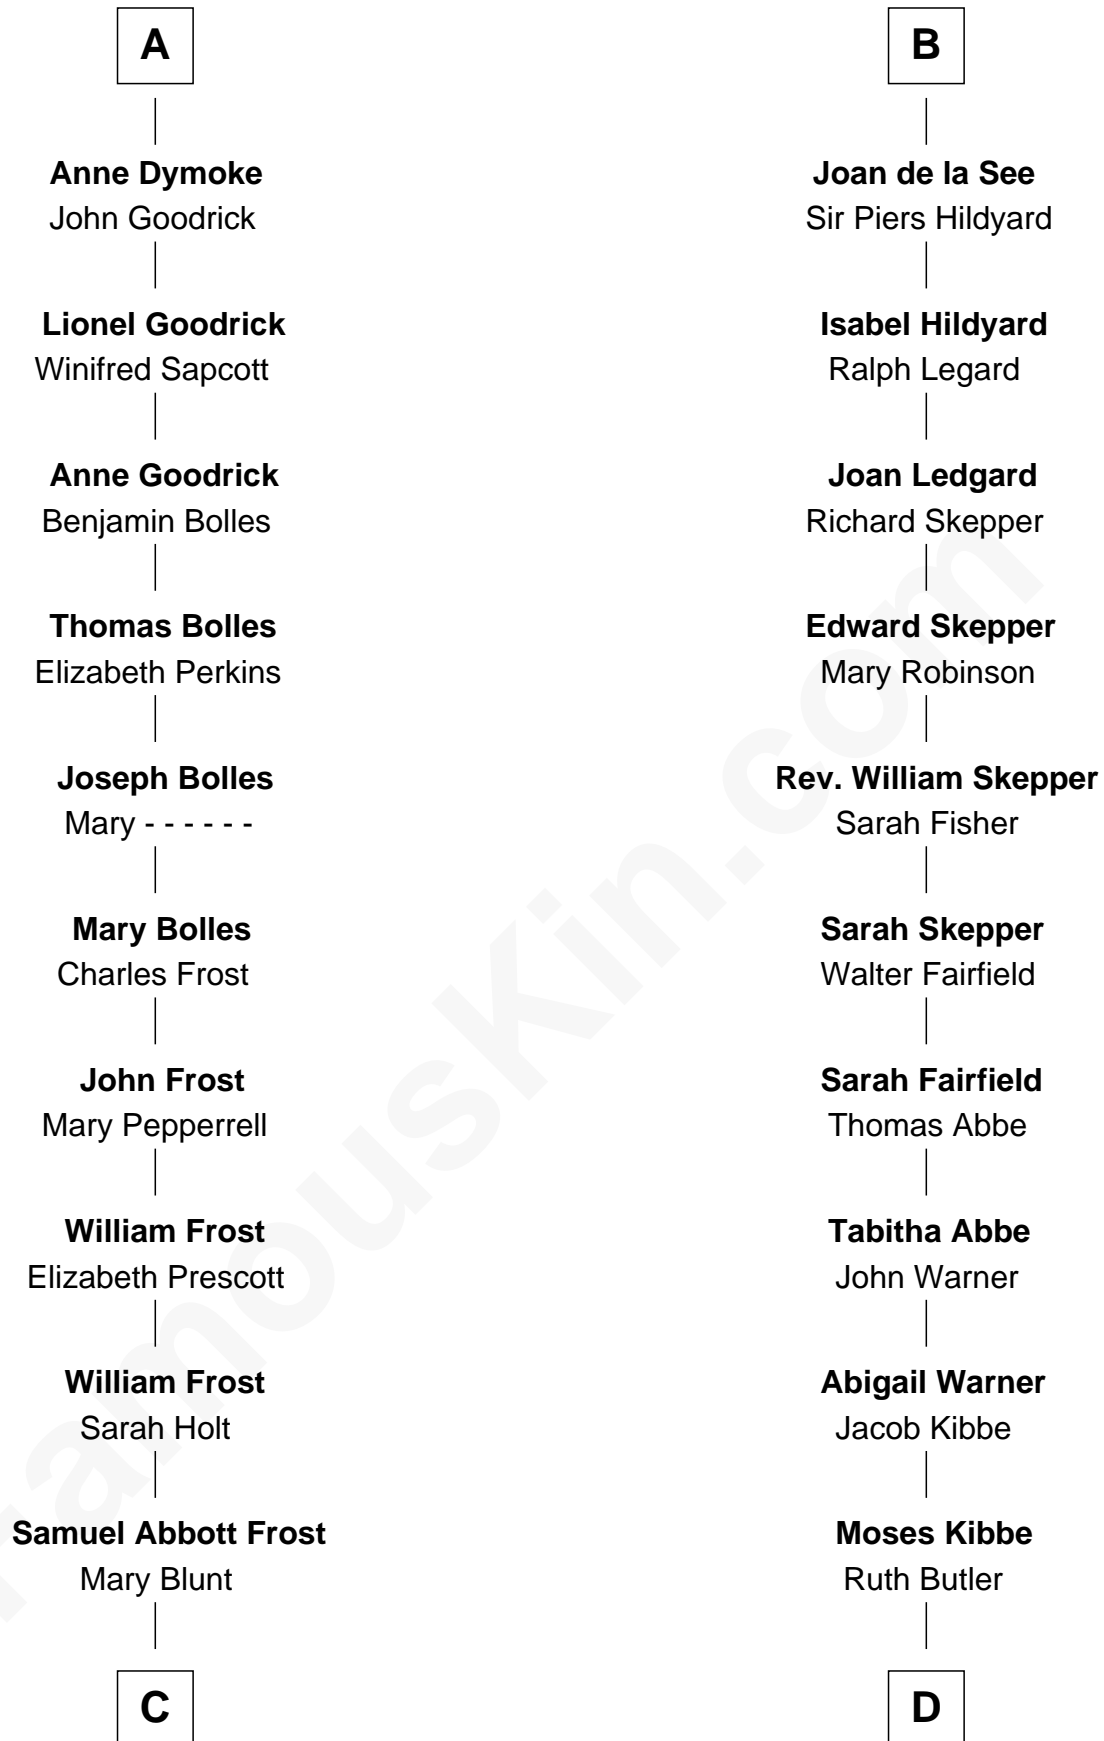 A
Anne Dymoke
John Goodrick
Lionel Goodrick
Winifred Sapcott
Anne Goodrick
Benjamin Bolles
Thomas Bolles
Elizabeth Perkins
Joseph Bolles
Mary - - - - - -
Mary Bolles
Charles Frost
John Frost
Mary Pepperrell
William Frost
Elizabeth Prescott
William Frost
Sarah Holt
Samuel Abbott Frost
Mary Blunt
C
B
Joan de la See
Sir Piers Hildyard
Isabel Hildyard
Ralph Legard
Joan Ledgard
Richard Skepper
Edward Skepper
Mary Robinson
Rev. William Skepper
Sarah Fisher
Sarah Skepper
Walter Fairfield
Sarah Fairfield
Thomas Abbe
Tabitha Abbe
John Warner
Abigail Warner
Jacob Kibbe
Moses Kibbe
Ruth Butler
D
FamousKin.com